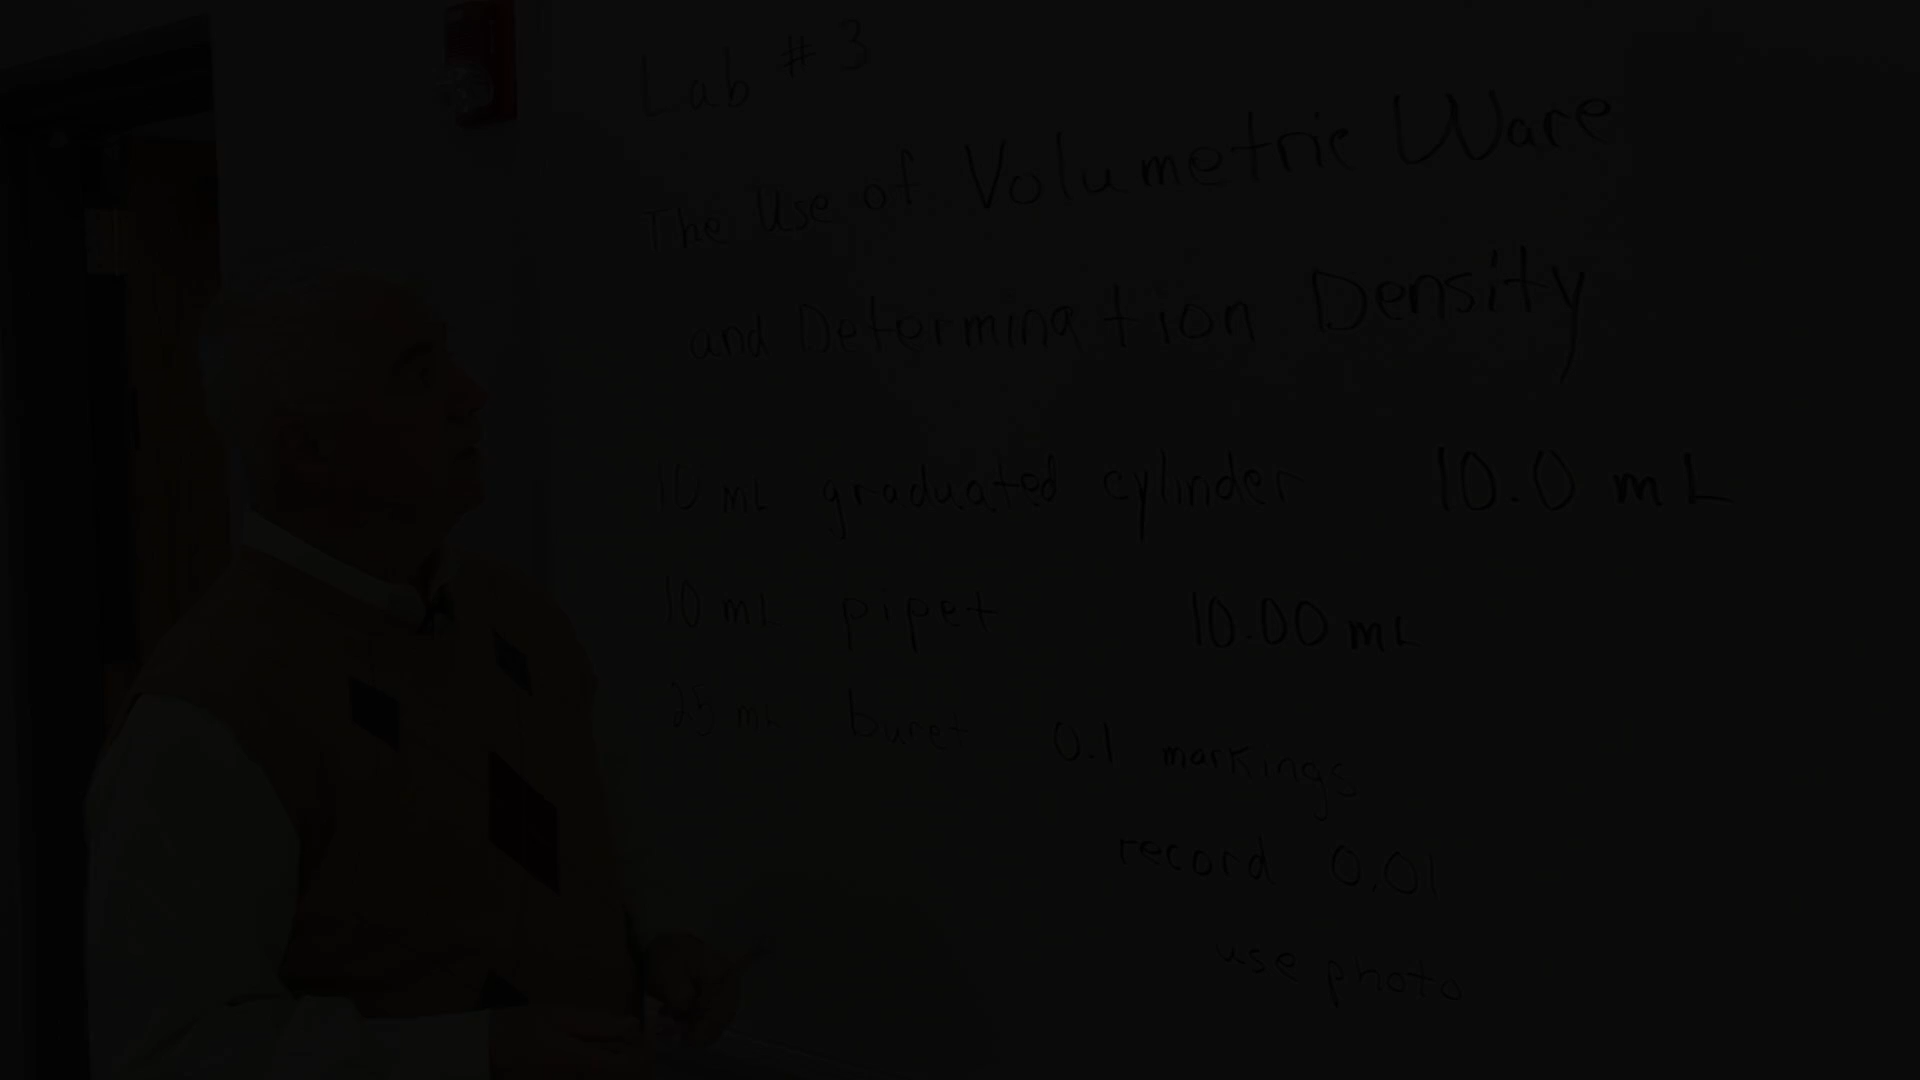 Lab #3
The Use of Volumetric Ware
and Determination Density
10 mL graduated cylinder 10.0 mL
10 mL pipet 10.00 mL
25 mL buret 0.1 markings
record 0.01
use photo